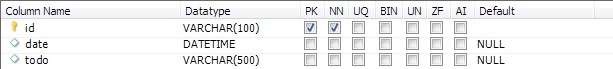 Column Name Datatype PK NN UQ BIN UN ZF AI Default
id VARCHAR(100)
date DATETIME NULL
todo VARCHAR(500) NULL